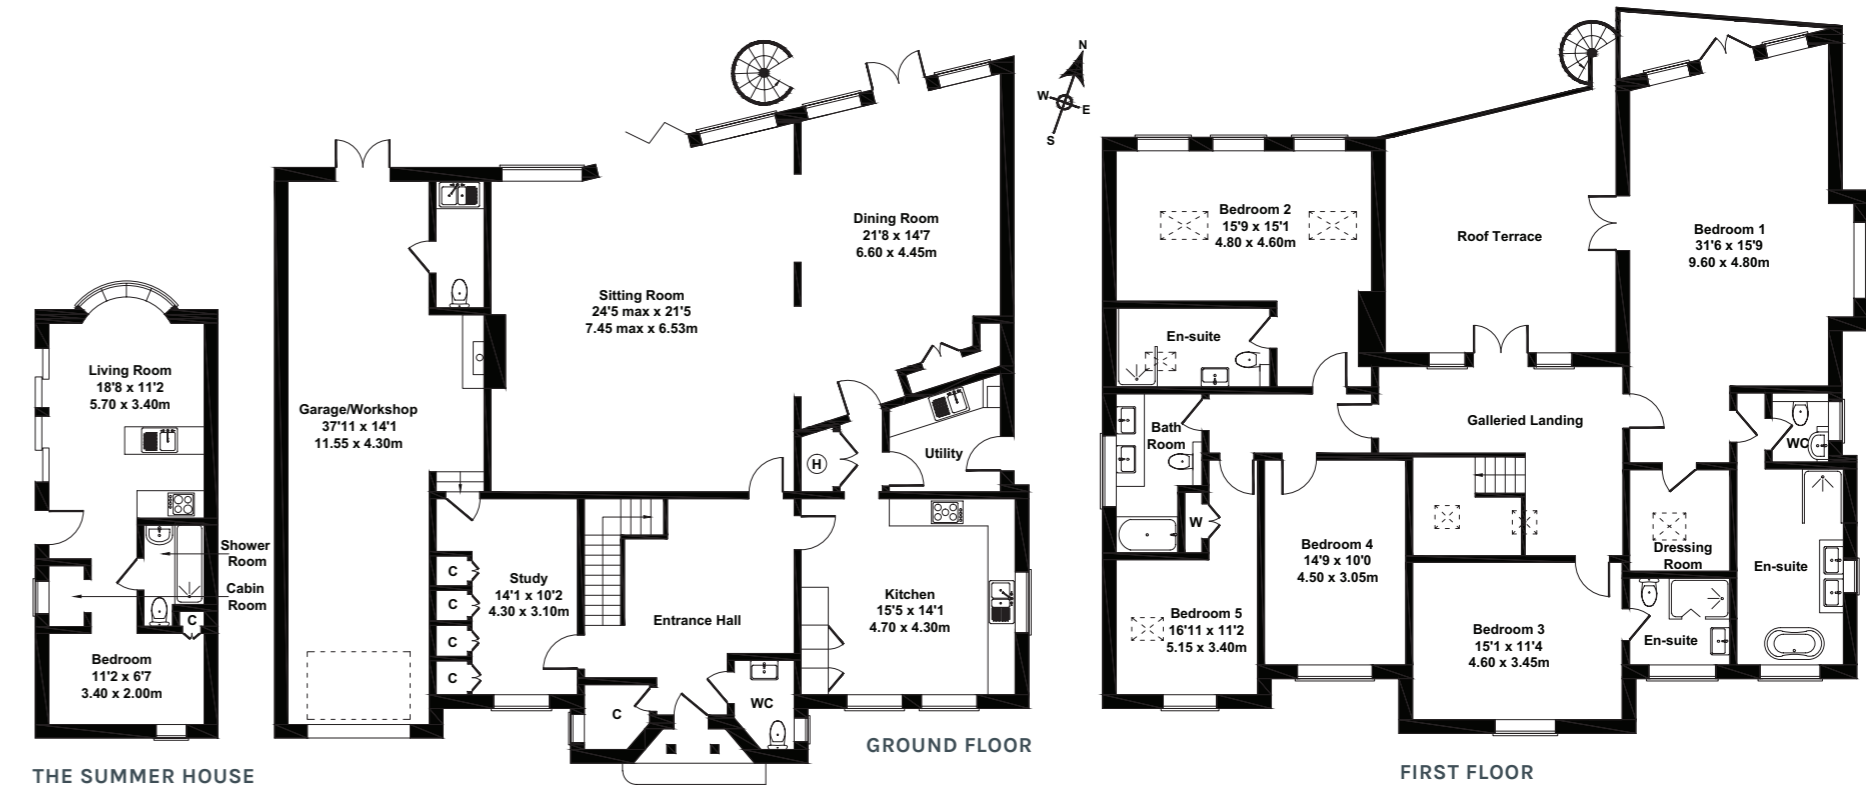 Living Room
18'8 x 11'2
5.70 x 3.40m
Shower
Room
Cabin
Room
C
Bedroom
11'2 x 6'7
3.40 x 2.00m
THE SUMMER HOUSE
Garage/Workshop
37'11 x 14'1
11.55 x 4.30m
Sitting Room
24'5 max x 21'5
7.45 max x 6.53m
Dining Room
21'8 x 14'7
6.60 x 4.45m
N
W
E
S
H
Utility
C
C
C
C
Study
14'1 x 10'2
4.30 x 3.10m
Entrance Hall
Kitchen
15'5 x 14'1
4.70 x 4.30m
C
WC
GROUND FLOOR
Bedroom 2
15'9 x 15'1
4.80 x 4.60m
Roof Terrace
Bedroom 1
31'6 x 15'9
9.60 x 4.80m
En-suite
Bath
Room
Galleried Landing
WC
W
Bedroom 4
14'9 x 10'0
4.50 x 3.05m
Dressing
Room
En-suite
Bedroom 5
16'11 x 11'2
5.15 x 3.40m
Bedroom 3
15'1 x 11'4
4.60 x 3.45m
En-suite
FIRST FLOOR